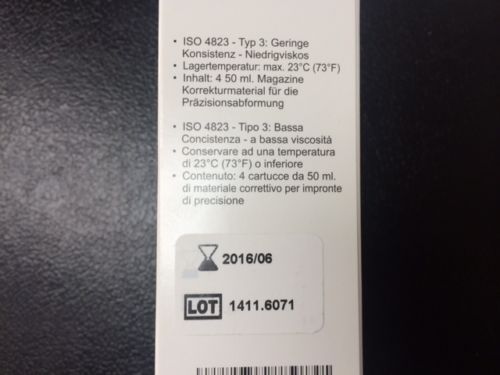 • ISO 4823 - Typ 3: Geringe
Konsistenz - Niedrigviskos
• Lagertemperatur: max. 23°C (73°F)
• Inhalt: 4 50 ml. Magazine
Korrekturmaterial für die
Präzisionsabformung
• ISO 4823 - Tipo 3: Bassa
Concistenza - a bassa viscosità
• Conservare ad una temperatura
di 23°C (73°F) o inferiore
• Contenuto: 4 cartucce da 50 ml.
di materiale correttivo per impronte
di precisione
2016/06
LOT 1411.6071